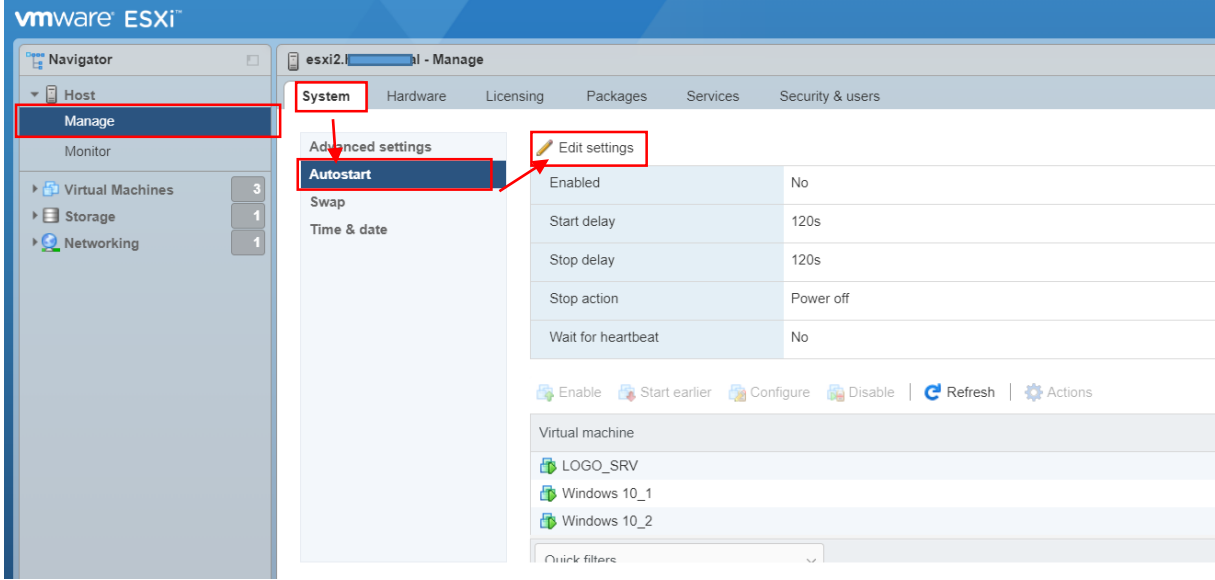 vmware ESXi™
Navigator
Host
Manage
Monitor
Virtual Machines 3
Storage 1
Networking 1
esxi2.l al - Manage
System Hardware Licensing Packages Services Security & users
Advanced settings
Autostart
Swap
Time & date
Edit settings
Enabled No
Start delay 120s
Stop delay 120s
Stop action Power off
Wait for heartbeat No
Enable Start earlier Configure Disable Refresh Actions
Virtual machine
LOGO_SRV
Windows 10_1
Windows 10_2
Quick filters